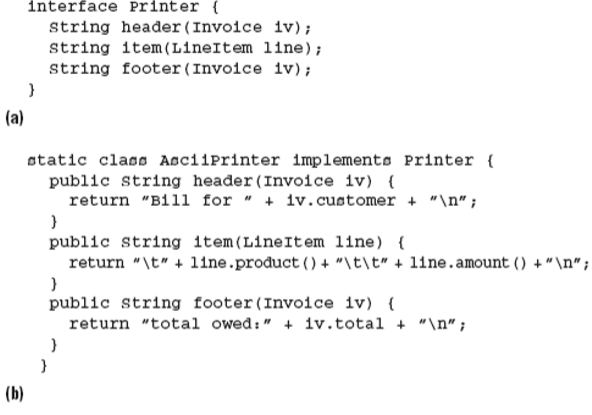 interface Printer {
String header(Invoice iv);
String item(LineItem line);
String footer(Invoice iv);
}
(a)
static class AsciiPrinter implements Printer {
public String header(Invoice iv) {
return "Bill for " + iv.customer + "\n";
}
public String item(LineItem line) {
return "\t" + line.product()+ "\t\t" + line.amount() +"\n";
}
public String footer(Invoice iv) {
return "total owed:" + iv.total + "\n";
}
}
(b)